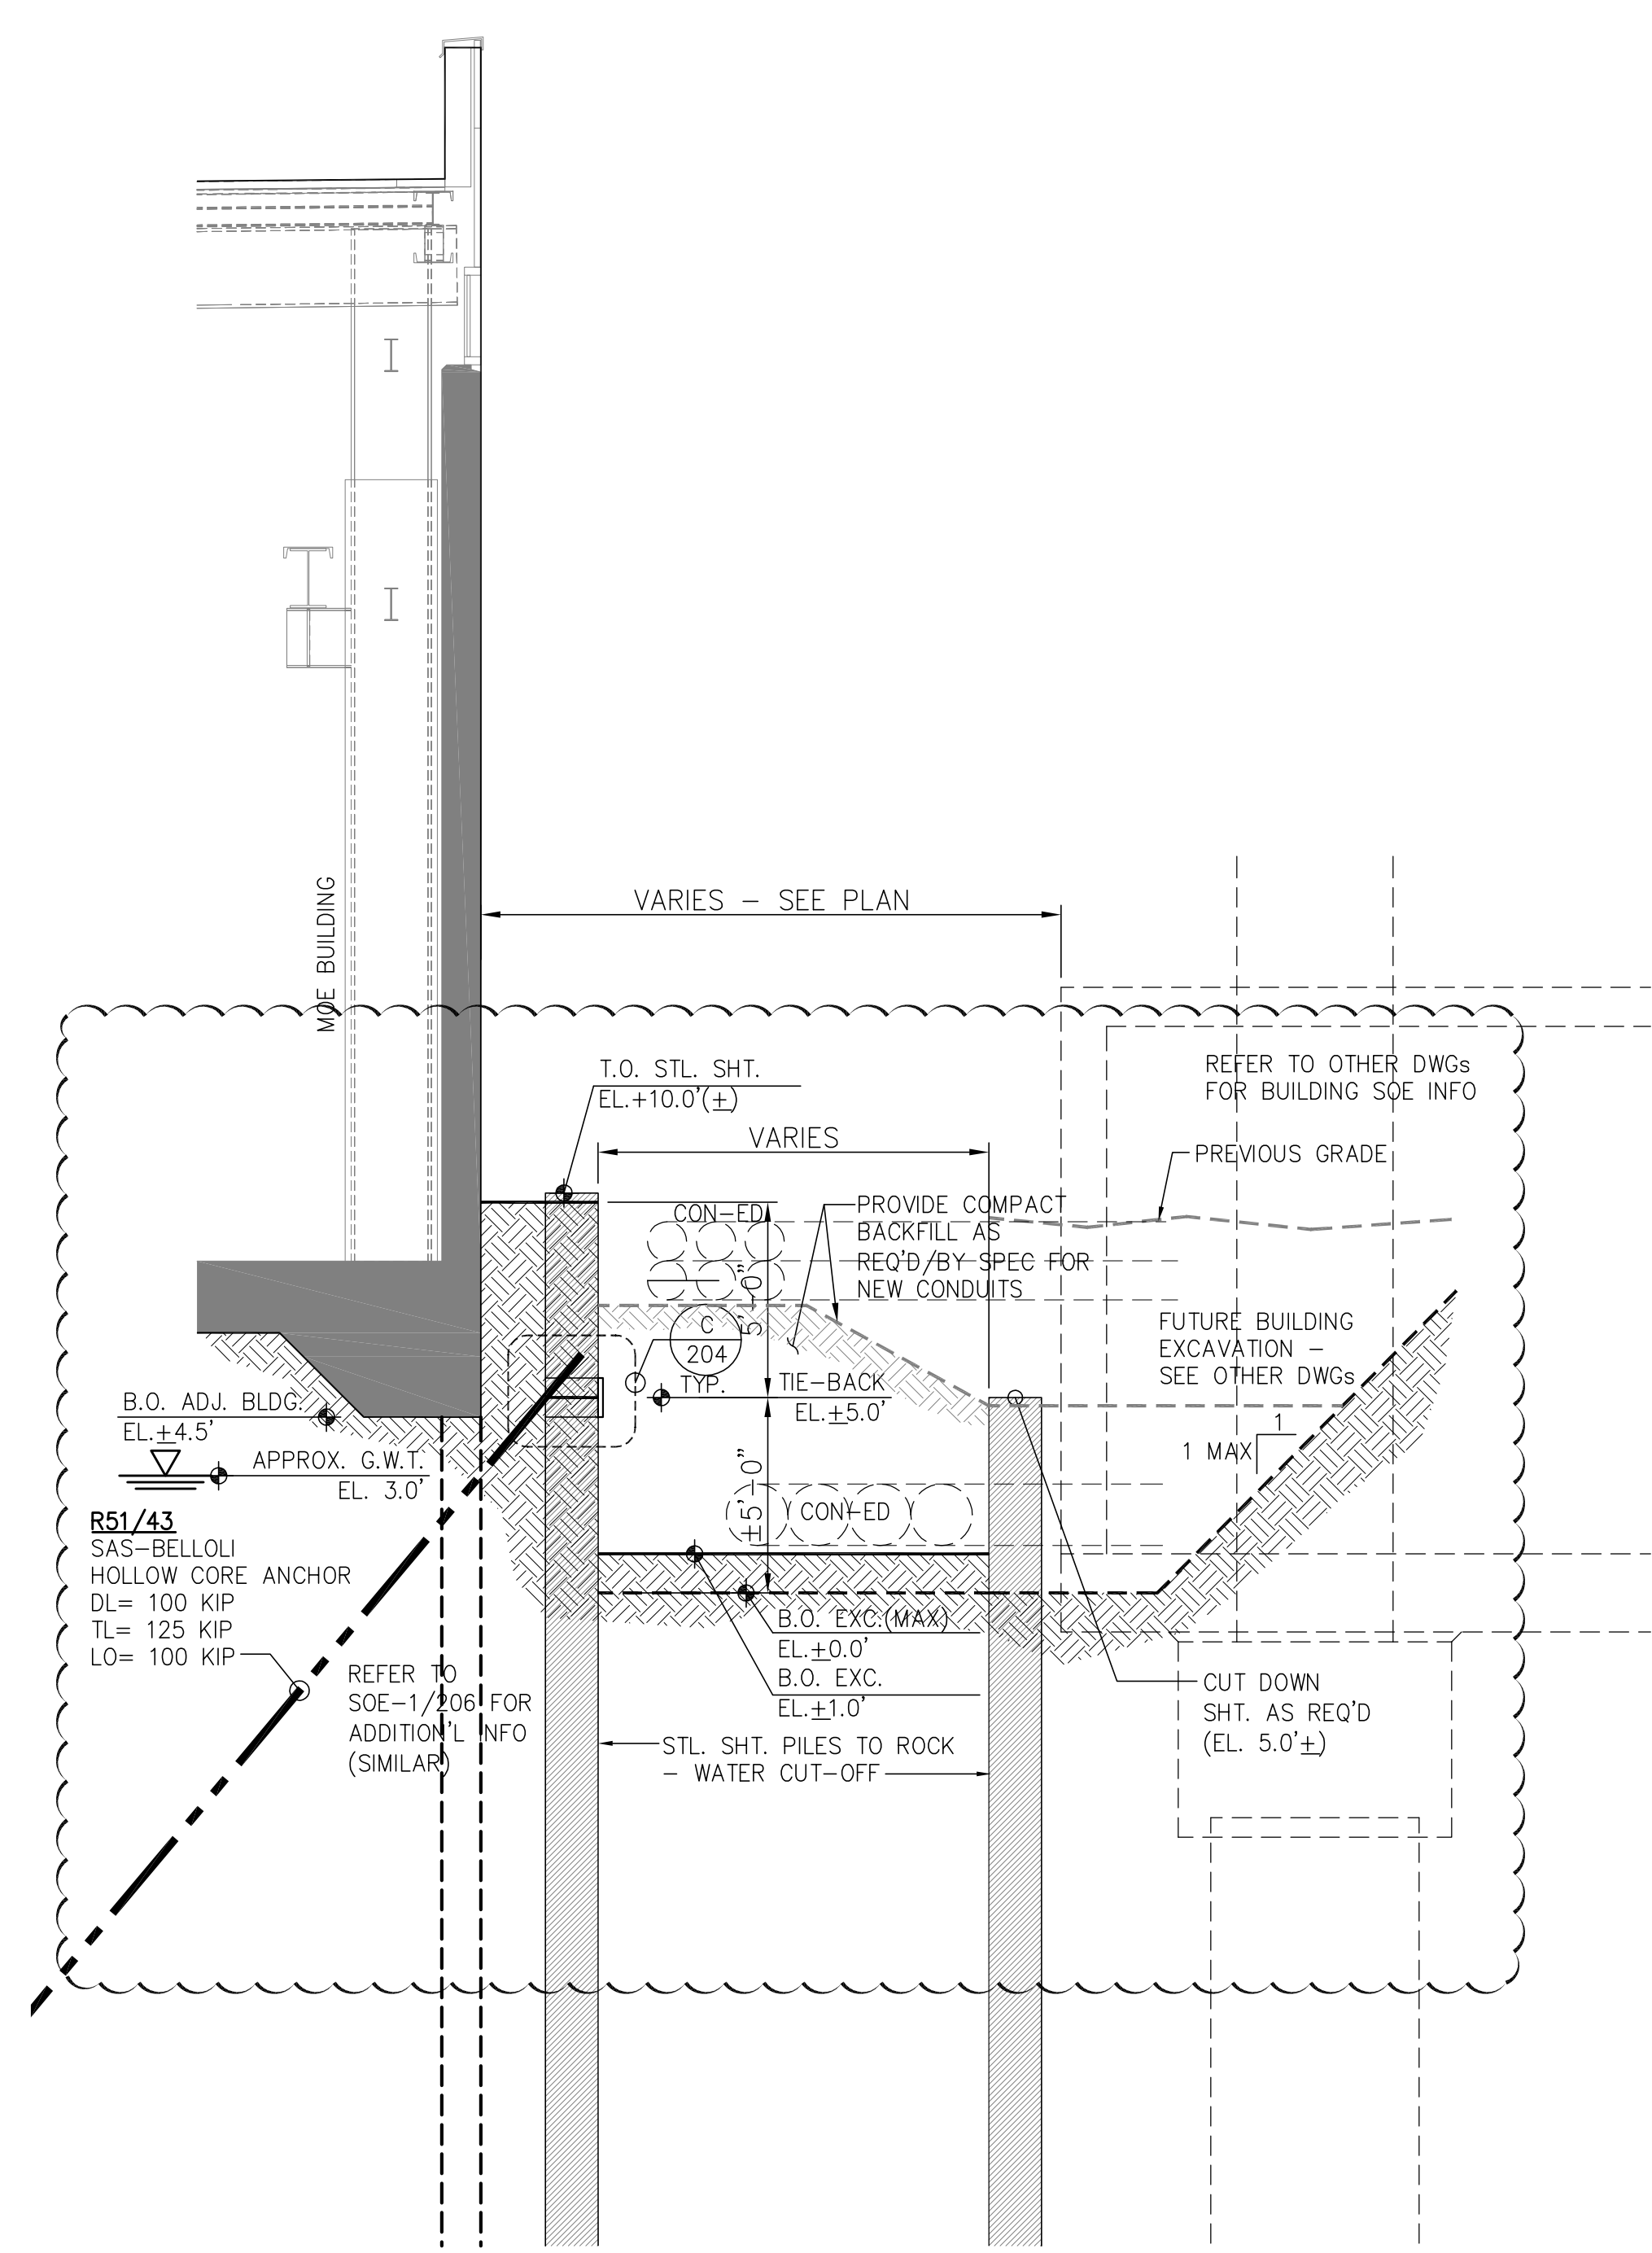 VARIES – SEE PLAN
MOE BUILDING
T.O. STL. SHT.
EL.+10.0'(±)
REFER TO OTHER DWGs
FOR BUILDING SOE INFO
VARIES
PREVIOUS GRADE
CON-ED
PROVIDE COMPACT
BACKFILL AS
REQ'D/BY SPEC FOR
NEW CONDUITS
5'-0"
C
204
TYP.
FUTURE BUILDING
EXCAVATION –
SEE OTHER DWGs
TIE-BACK
EL.±5.0'
B.O. ADJ. BLDG.
EL.±4.5'
1
1 MAX
APPROX. G.W.T.
EL. 3.0'
±5'-0"
CON-ED
R51/43
SAS-BELLOLI
HOLLOW CORE ANCHOR
DL= 100 KIP
TL= 125 KIP
LO= 100 KIP
B.O. EXC.(MAX)
EL.±0.0'
B.O. EXC.
EL.±1.0'
REFER TO
SOE-1/206 FOR
ADDITION'L INFO
(SIMILAR)
CUT DOWN
SHT. AS REQ'D
(EL. 5.0'±)
STL. SHT. PILES TO ROCK
– WATER CUT-OFF